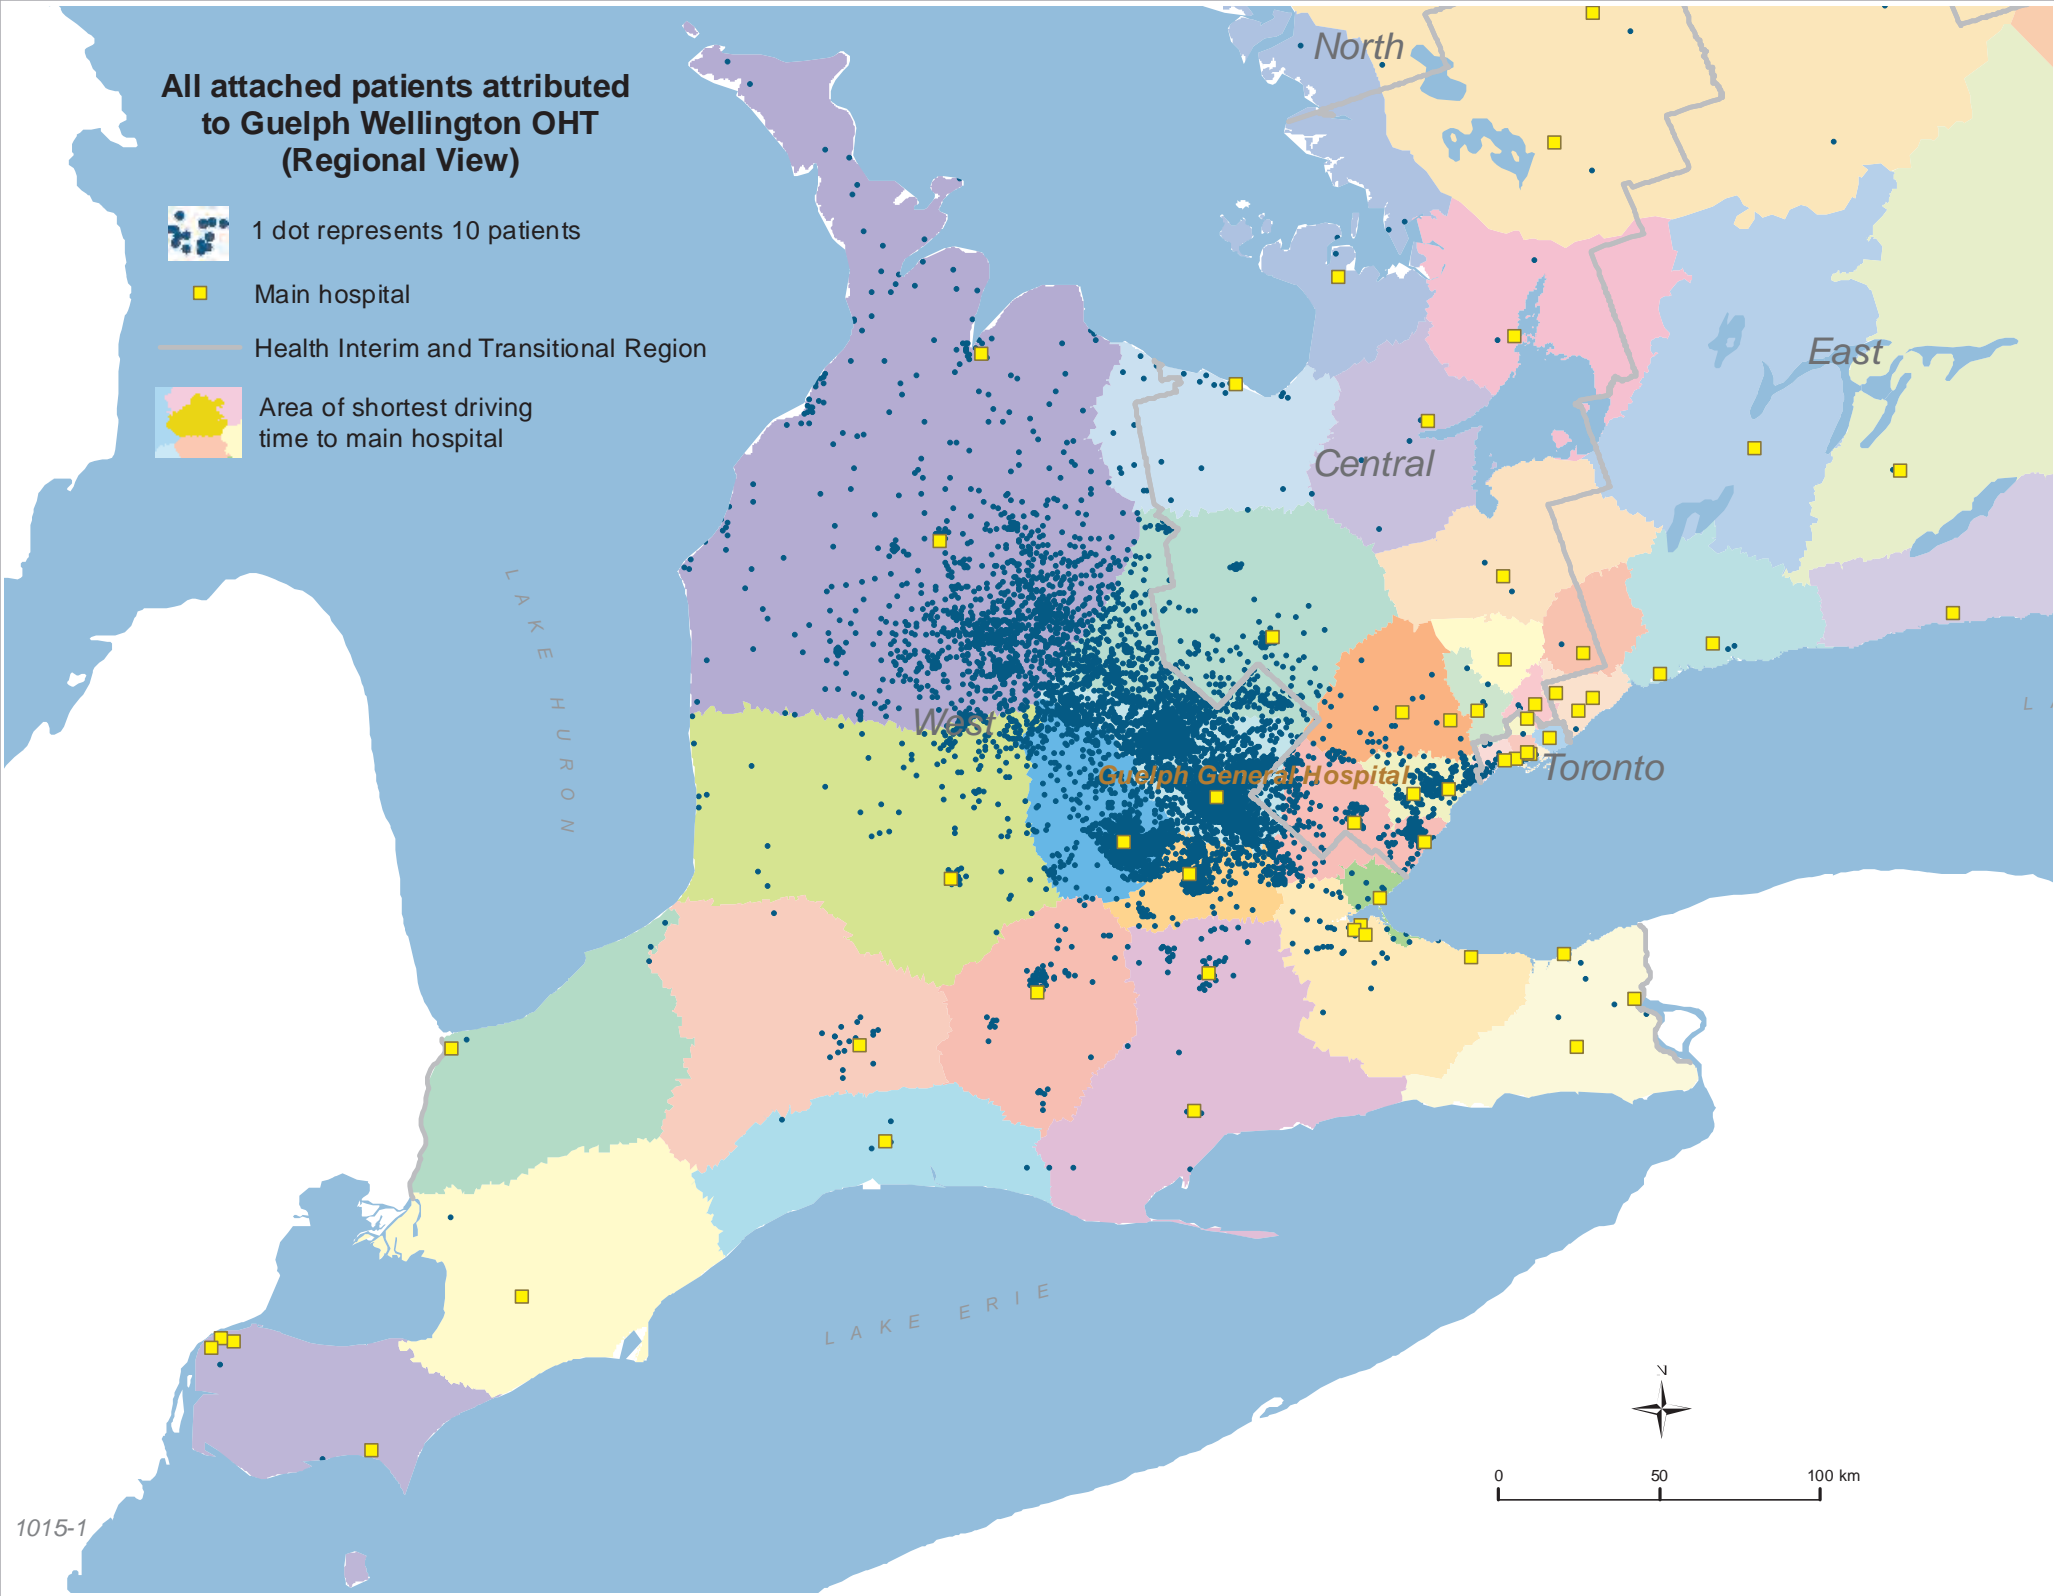 All attached patients attributed
to Guelph Wellington OHT
(Regional View)
1 dot represents 10 patients
Main hospital
Health Interim and Transitional Region
Area of shortest driving
time to main hospital
North
East
Central
West
Guelph General Hospital
Toronto
LAKE HURON
LAKE ERIE
L
N
0 50 100 km
1015-1